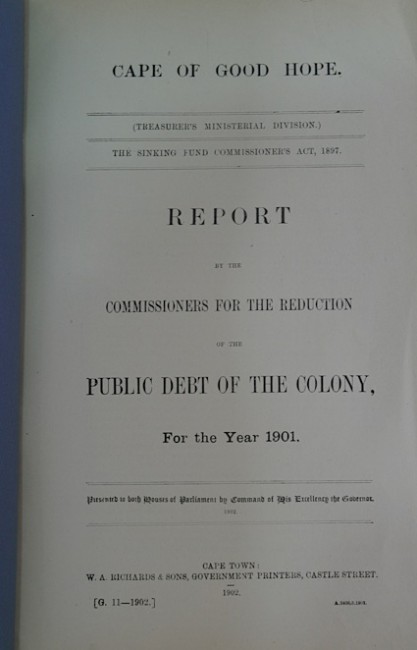 CAPE OF GOOD HOPE.
(TREASURER'S MINISTERIAL DIVISION.)
THE SINKING FUND COMMISSIONER'S ACT, 1897.
REPORT
BY THE
COMMISSIONERS FOR THE REDUCTION
OF THE
PUBLIC DEBT OF THE COLONY,
For the Year 1901.
Presented to both Houses of Parliament by Command of His Excellency the Governor.
1902
CAPE TOWN:
W. A. RICHARDS & SONS, GOVERNMENT PRINTERS, CASTLE STREET.
1902.
[G. 11—1902.]